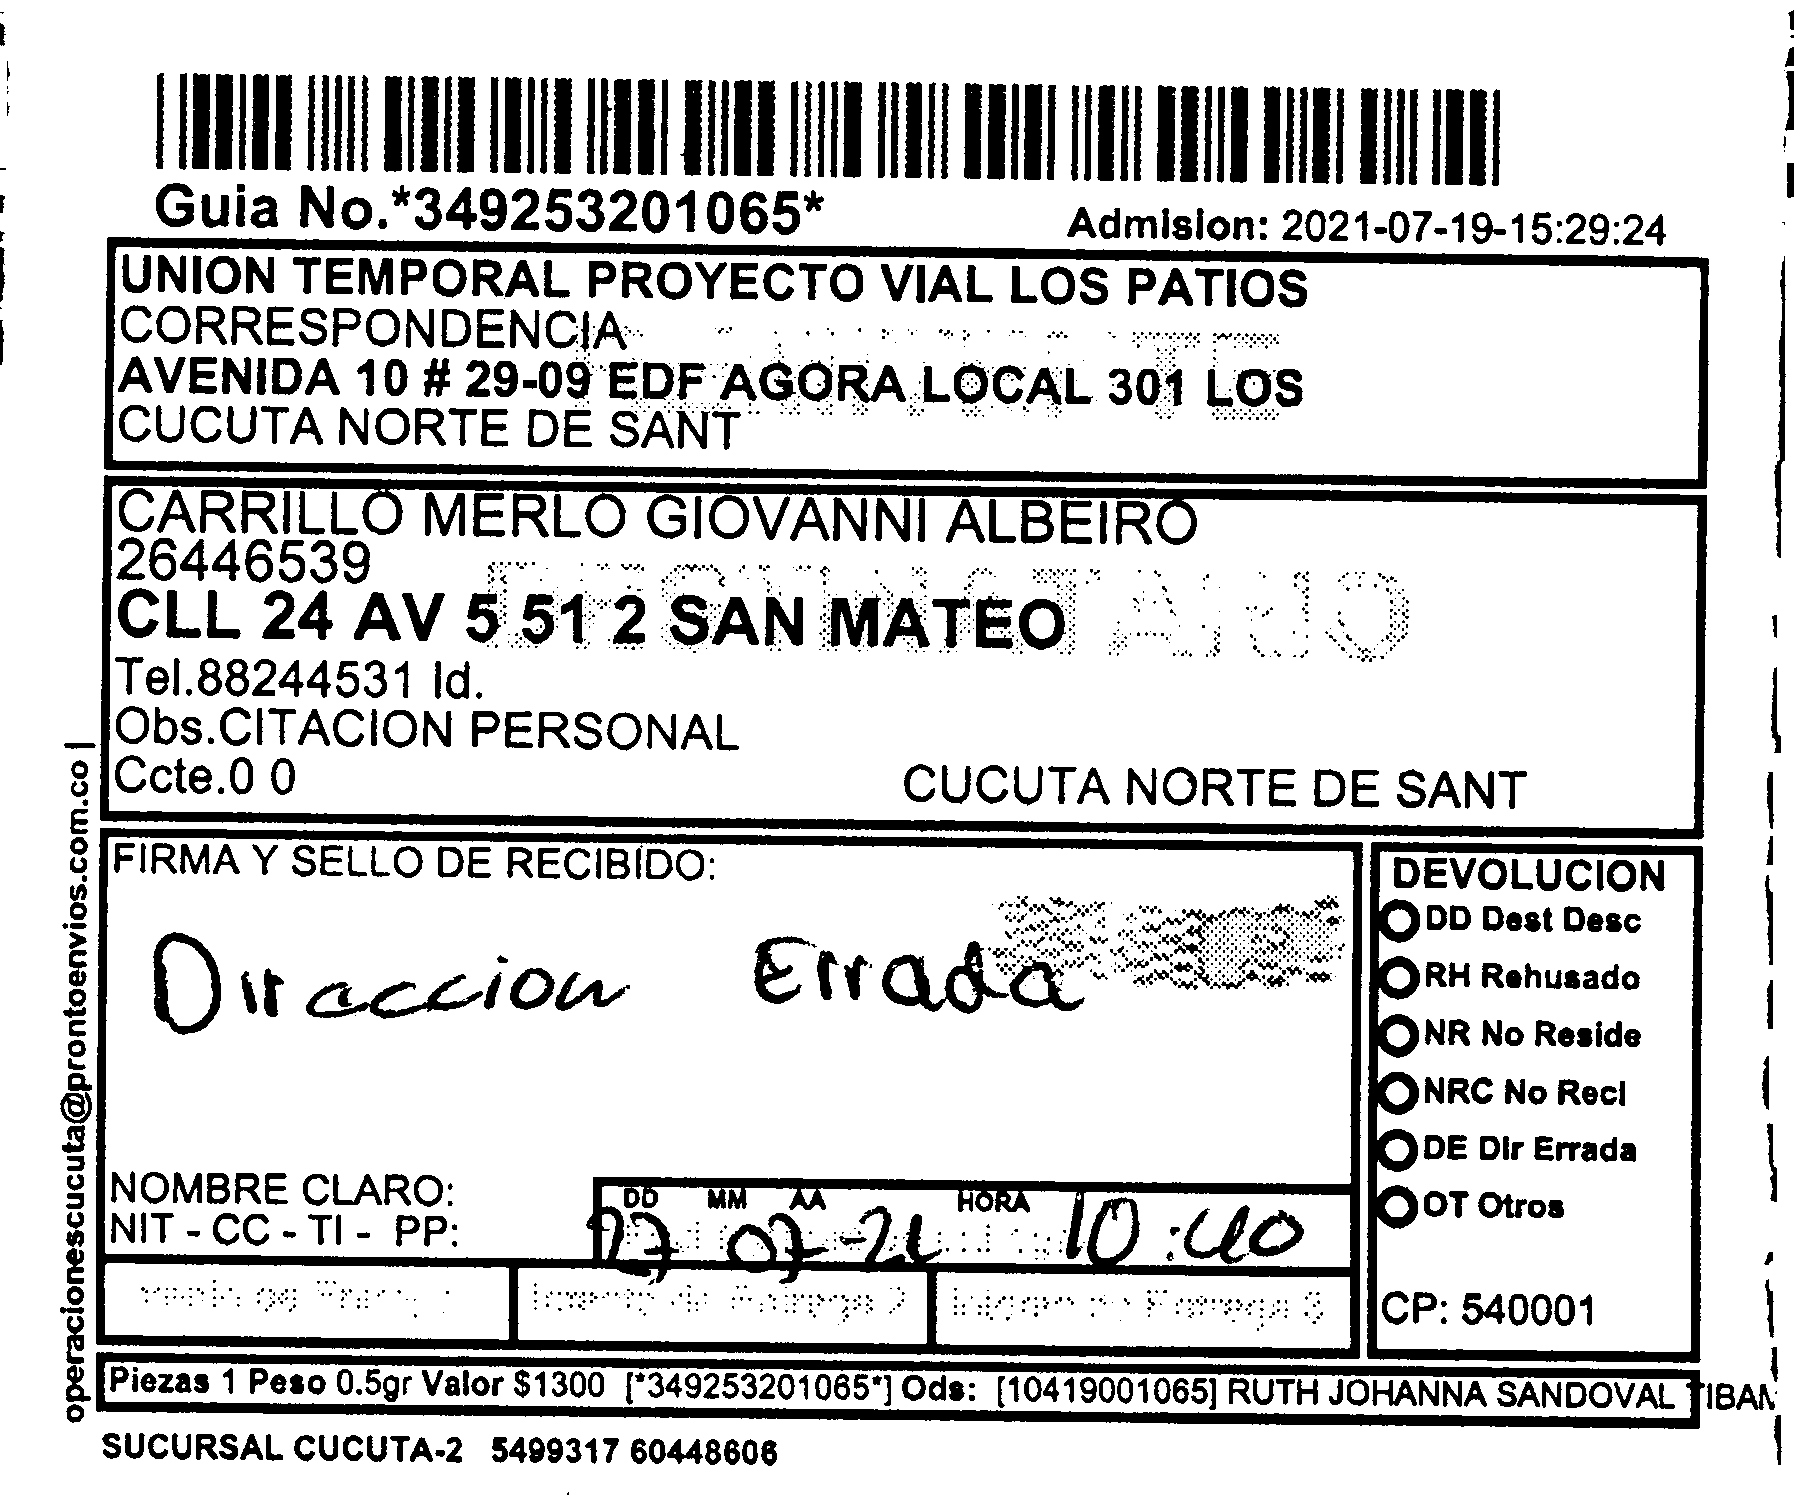 Guia No.*349253201065*
Admision: 2021-07-19-15:29:24
UNION TEMPORAL PROYECTO VIAL LOS PATIOS
CORRESPONDENCIA
AVENIDA 10 # 29-09 EDF AGORA LOCAL 301 LOS
CUCUTA NORTE DE SANT
CARRILLO MERLO GIOVANNI ALBEIRO
26446539
DESTINATARIO
CLL 24 AV 5 51 2 SAN MATEO
Tel.88244531 Id.
Obs.CITACION PERSONAL
Ccte.0 0
CUCUTA NORTE DE SANT
operacionescucuta@prontoenvios.com.co |
FIRMA Y SELLO DE RECIBIDO:
Direccion Errada
NOMBRE CLARO:
NIT - CC - TI - PP:
DD MM AA HORA
27 07-21 10:40
DEVOLUCION
DD Dest Desc
RH Rehusado
NR No Reside
NRC No Reci
DE Dir Errada
OT Otros
CP: 540001
Piezas 1 Peso 0.5gr Valor $1300 [*349253201065*] Ods: [10419001065] RUTH JOHANNA SANDOVAL
SUCURSAL CUCUTA-2 5499317 60448606